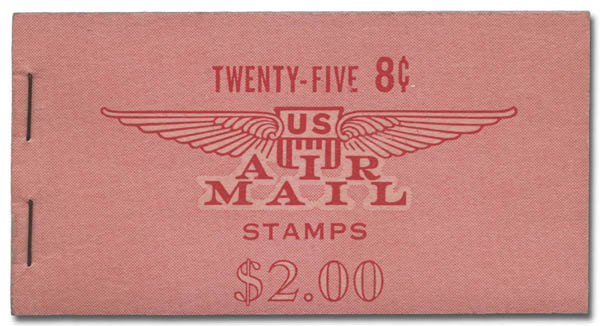 TWENTY-FIVE 8¢
US
AIR
MAIL
STAMPS
$2.00